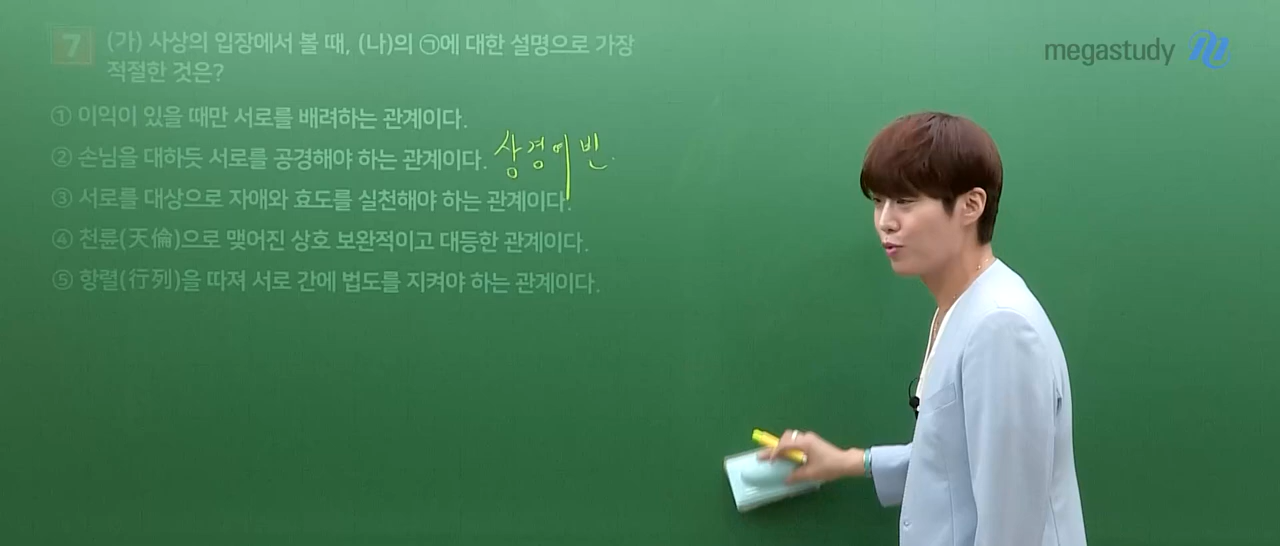 7 (가) 사상의 입장에서 볼 때, (나)의 ㉠에 대한 설명으로 가장
적절한 것은?
① 이익이 있을 때만 서로를 배려하는 관계이다.
② 손님을 대하듯 서로를 공경해야 하는 관계이다. 상경여빈.
③ 서로를 대상으로 자애와 효도를 실천해야 하는 관계이다.
④ 천륜(天倫)으로 맺어진 상호 보완적이고 대등한 관계이다.
⑤ 항렬(行列)을 따져 서로 간에 법도를 지켜야 하는 관계이다.
megastudy